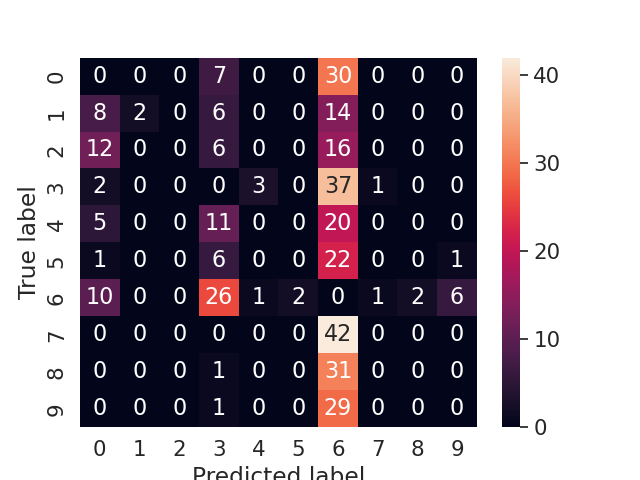 0 0 0 0 7 0 0 30 0 0 0
1 8 2 0 6 0 0 14 0 0 0
2 12 0 0 6 0 0 16 0 0 0
3 2 0 0 0 3 0 37 1 0 0
4 5 0 0 11 0 0 20 0 0 0
5 1 0 0 6 0 0 22 0 0 1
6 10 0 0 26 1 2 0 1 2 6
7 0 0 0 0 0 0 42 0 0 0
8 0 0 0 1 0 0 31 0 0 0
9 0 0 0 1 0 0 29 0 0 0
0 1 2 3 4 5 6 7 8 9
Predicted label
True label
40
30
20
10
0